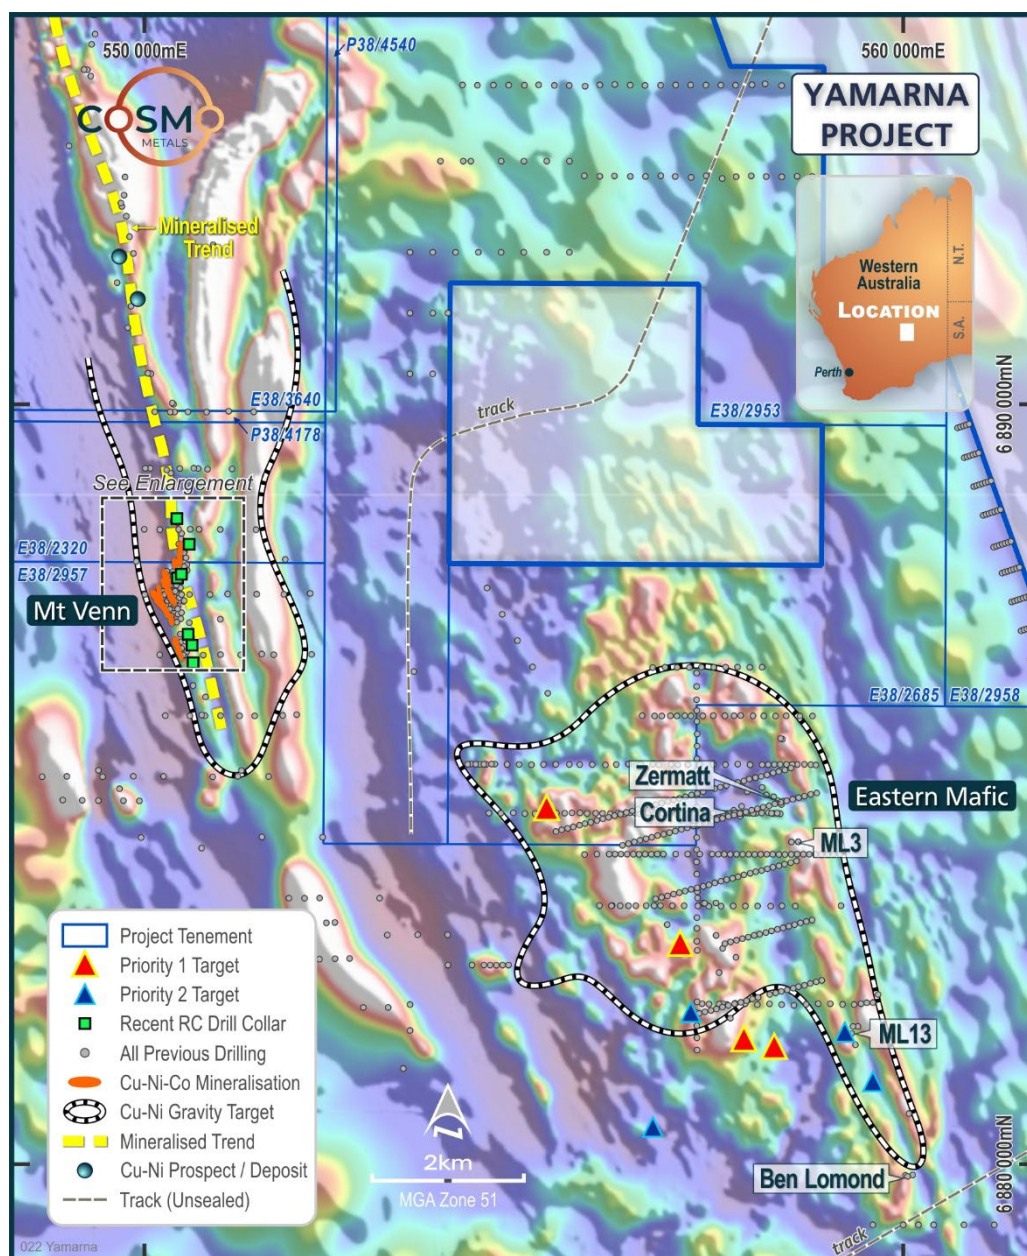 550 000mE
P38/4540
560 000mE
COSMO
METALS
YAMARNA
PROJECT
Mineralised
Trend
Western
Australia
N.T.
LOCATION
S.A.
Perth
track
E38/3640
E38/2953
P38/4178
6 890 000mN
See Enlargement
E38/2320
E38/2957
Mt Venn
E38/2685
E38/2958
Zermatt
Cortina
Eastern Mafic
ML3
Project Tenement
Priority 1 Target
Priority 2 Target
Recent RC Drill Collar
All Previous Drilling
Cu-Ni-Co Mineralisation
Cu-Ni Gravity Target
Mineralised Trend
Cu-Ni Prospect / Deposit
Track (Unsealed)
ML13
N
2km
MGA Zone 51
Ben Lomond
6 880 000mN
track
022 Yamarna